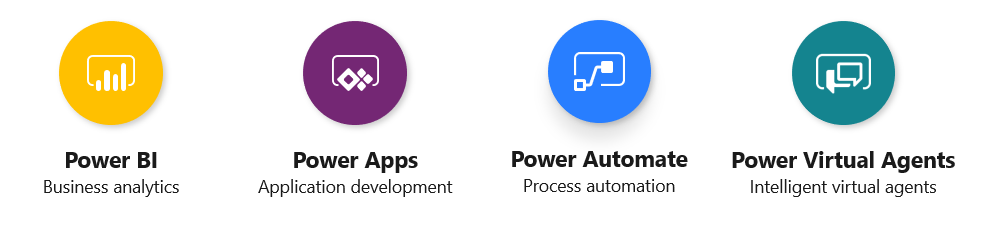 Power BI
Business analytics
Power Apps
Application development
Power Automate
Process automation
Power Virtual Agents
Intelligent virtual agents